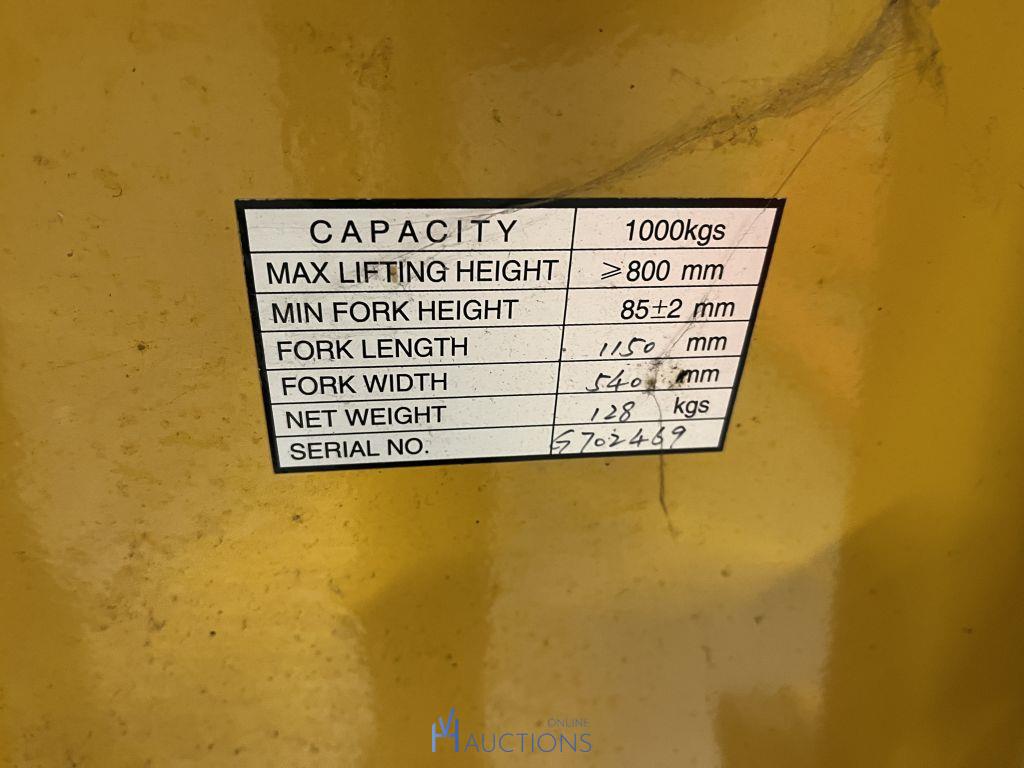 CAPACITY 1000kgs
MAX LIFTING HEIGHT ⩾800 mm
MIN FORK HEIGHT 85±2 mm
FORK LENGTH 1150 mm
FORK WIDTH 540 mm
NET WEIGHT 128 kgs
SERIAL NO. G702469
ONLINE
AUCTIONS